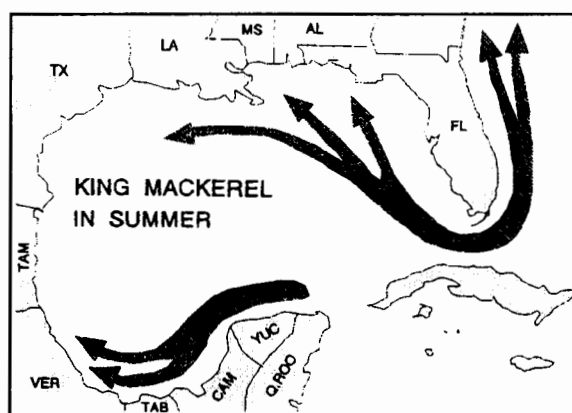 MS
AL
LA
TX
FL
KING MACKEREL
IN SUMMER
TAM
YUC
CAM
Q.ROO
VER
TAB